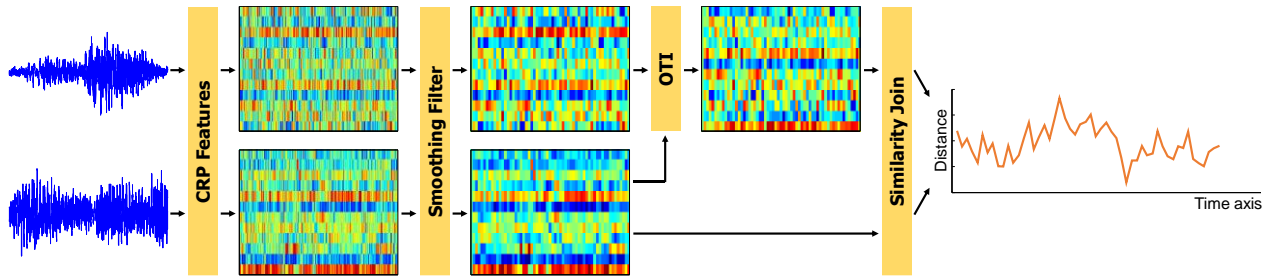 CRP Features
Smoothing Filter
OTI
Similarity Join
Distance
Time axis